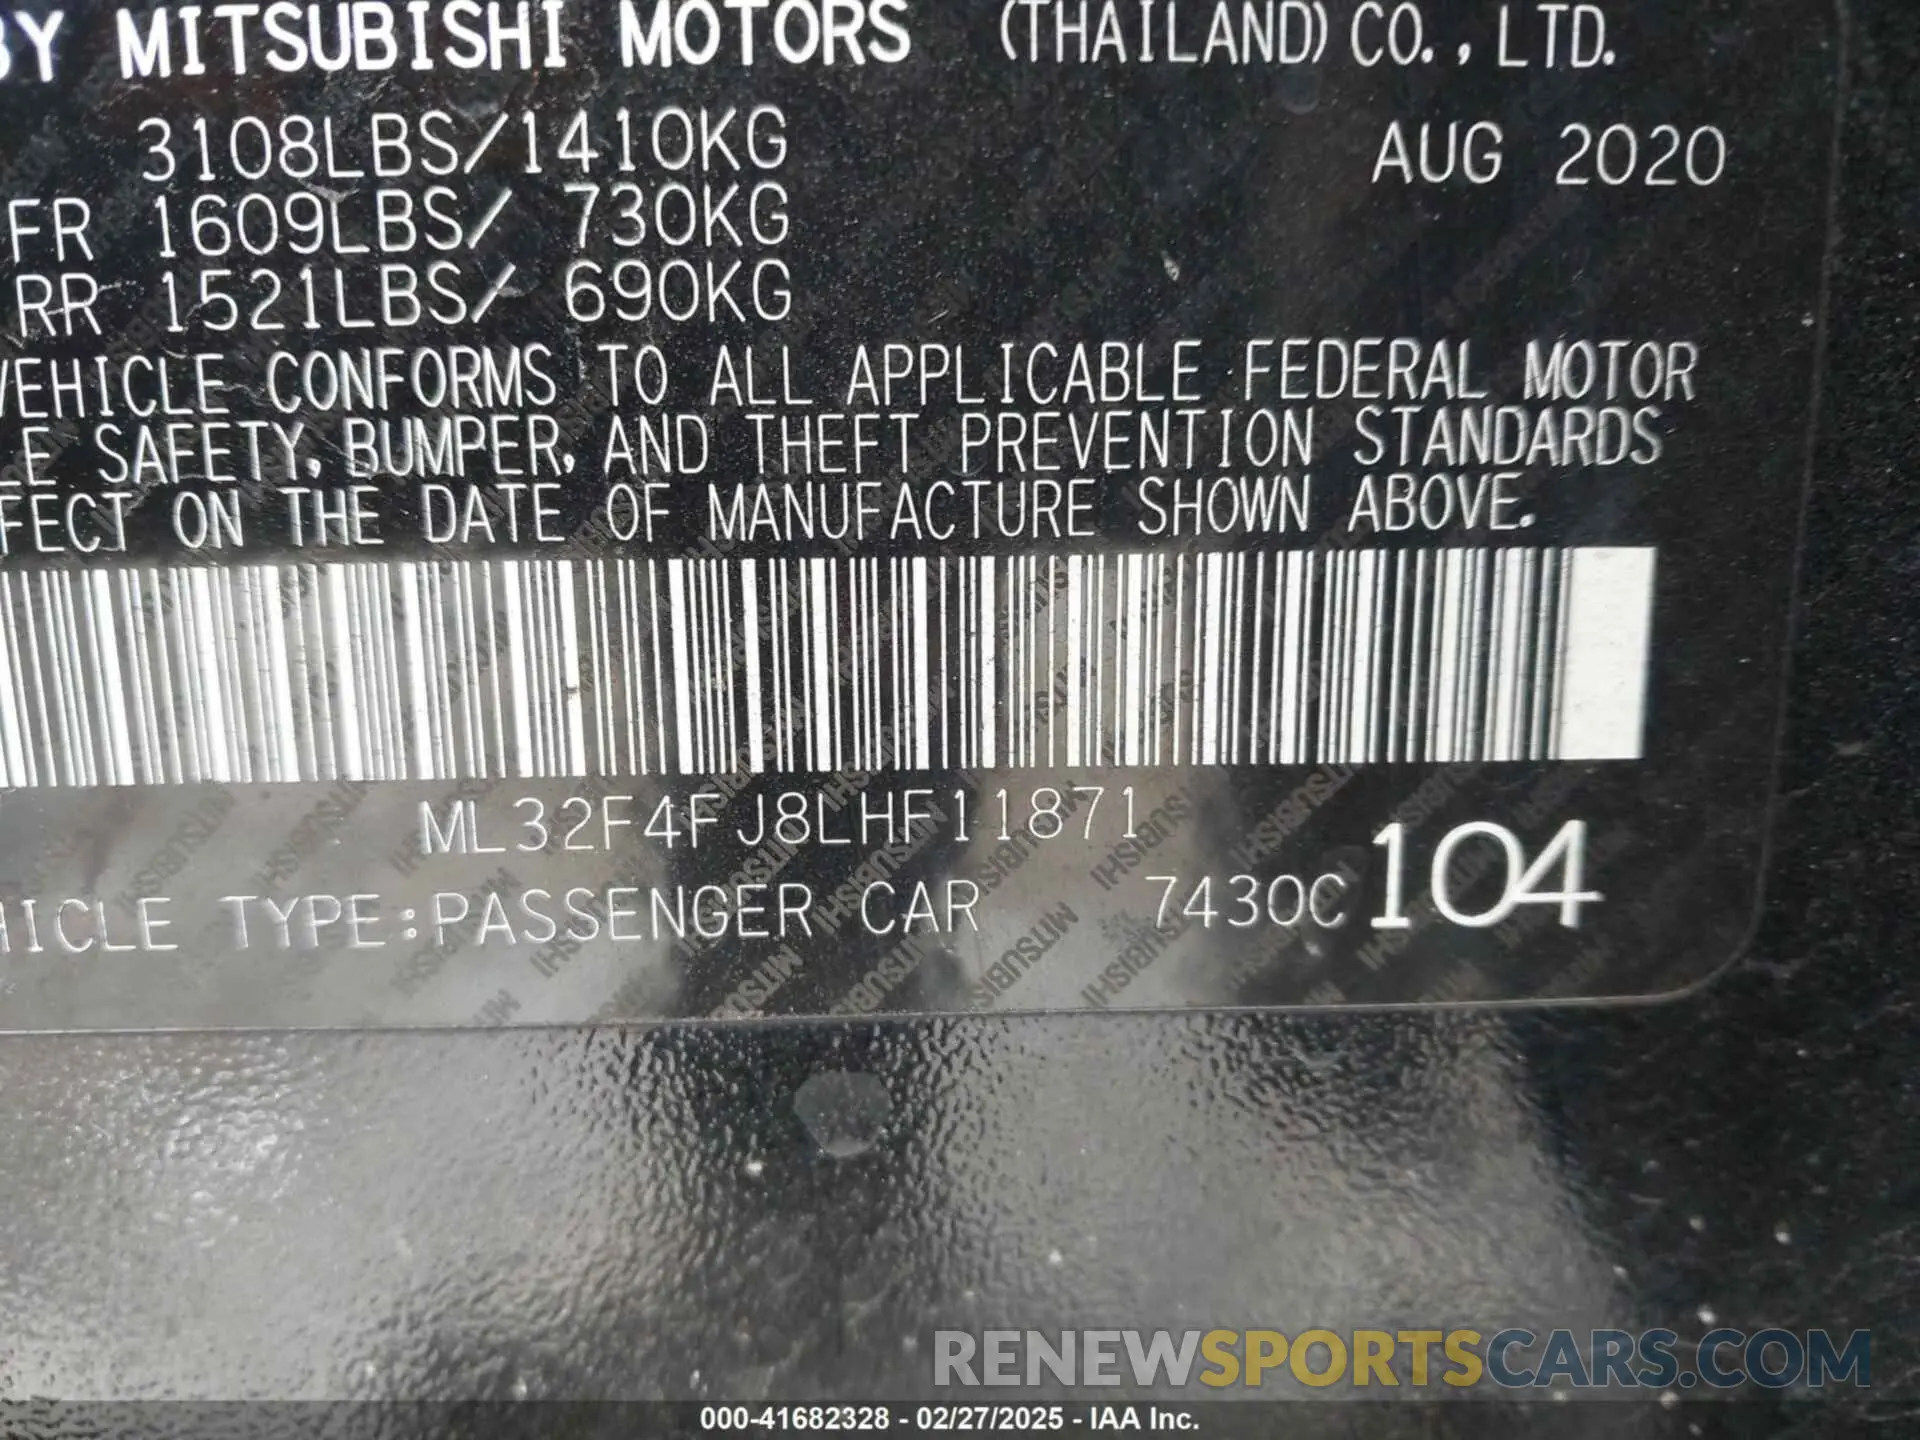 BY MITSUBISHI MOTORS (THAILAND) CO., LTD.
3108LBS/1410KG AUG 2020
FR 1609LBS/ 730KG
RR 1521LBS/ 690KG
VEHICLE CONFORMS TO ALL APPLICABLE FEDERAL MOTOR
LE SAFETY, BUMPER, AND THEFT PREVENTION STANDARDS
FECT ON THE DATE OF MANUFACTURE SHOWN ABOVE.
ML32F4FJ8LHF11871
HICLE TYPE:PASSENGER CAR 7430C 104
RENEWSPORTSCARS.COM
000-41682328 - 02/27/2025 - IAA Inc.